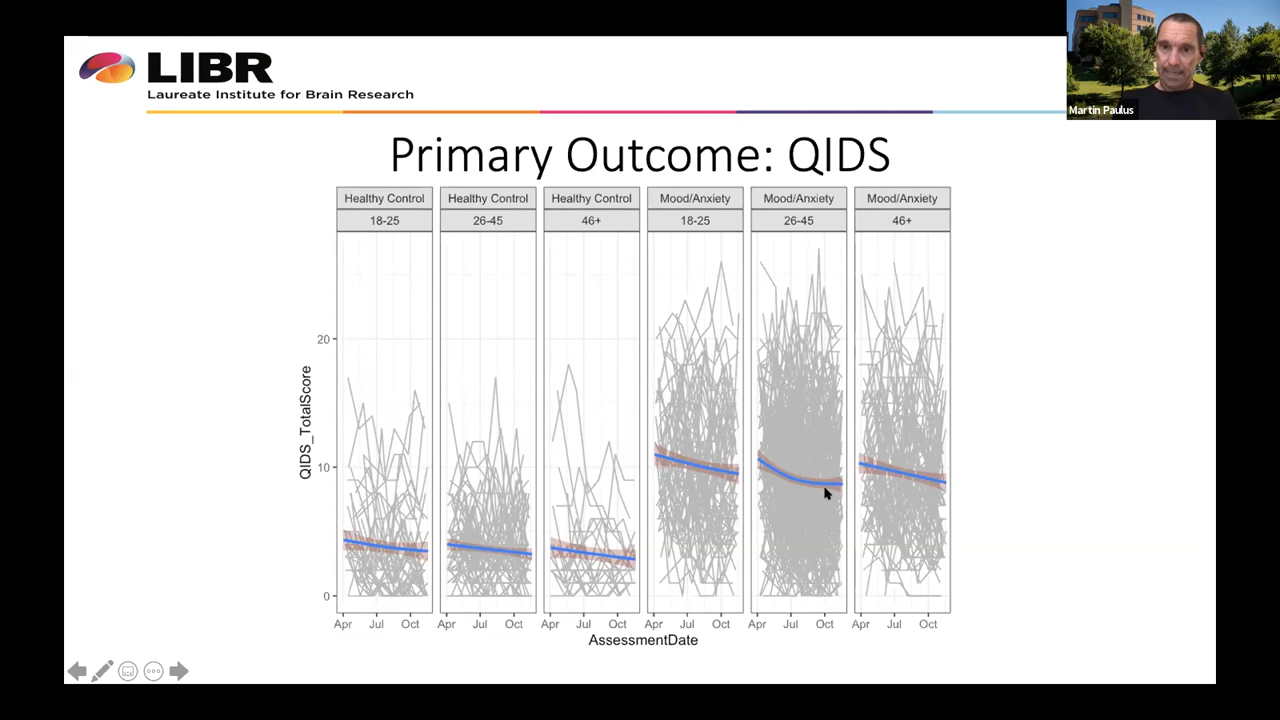 LIBR
Laureate Institute for Brain Research
Martin Paulus
Primary Outcome: QIDS
Healthy Control Healthy Control Healthy Control Mood/Anxiety Mood/Anxiety Mood/Anxiety
18-25 26-45 46+ 18-25 26-45 46+
QIDS_TotalScore
20
10
0
Apr Jul Oct Apr Jul Oct Apr Jul Oct Apr Jul Oct Apr Jul Oct Apr Jul Oct
AssessmentDate